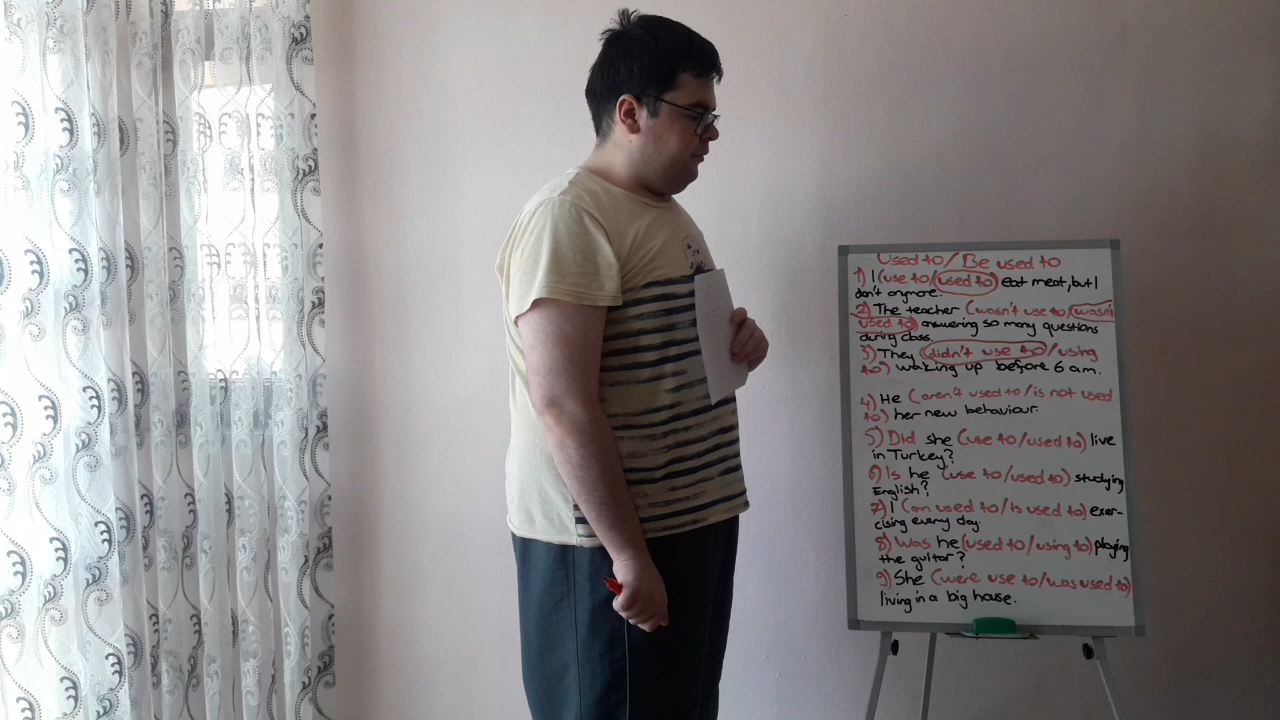 Used to/Be used to
1) I (use to/used to) eat meat, but I
don't anymore.
2) The teacher (wasn't use to/wasn't
used to) answering so many questions
during class.
3) They (didn't use to/using
to) waking up before 6 am.
4) He (aren't used to/is not used
to) her new behaviour.
5) Did she (use to/used to) live
in Turkey?
6) Is he (use to/used to) studying
English?
7) I (am used to/is used to) exer-
cising every day.
8) Was he (used to/using to) playing
the guitar?
9) She (were use to/was used to)
living in a big house.